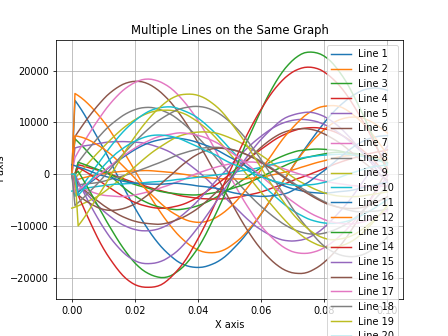 Multiple Lines on the Same Graph
20000
10000
0
−10000
−20000
0.00
0.02
0.04
0.06
X axis
Line 1
Line 2
Line 3
Line 4
Line 5
Line 6
Line 7
Line 8
Line 9
Line 10
Line 11
Line 12
Line 13
Line 14
Line 15
Line 16
Line 17
Line 18
Line 19
Line 20